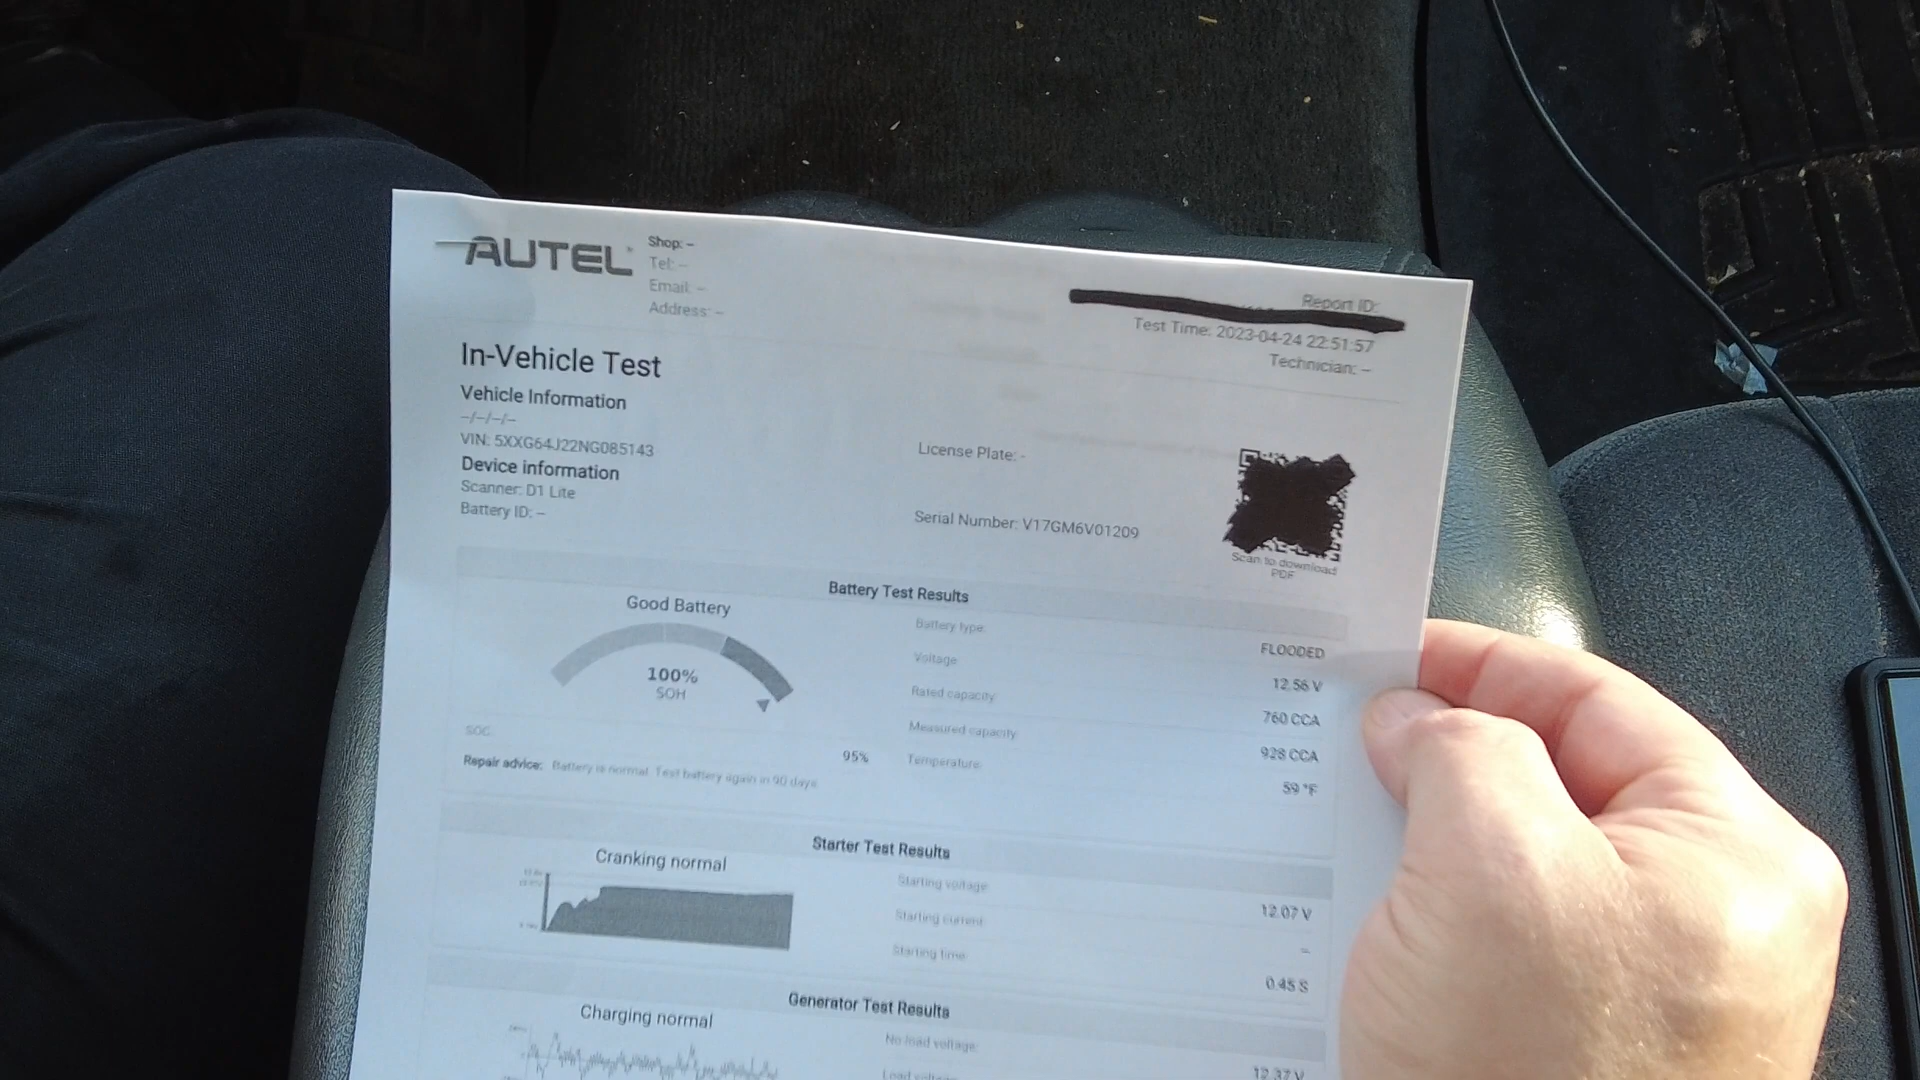 AUTEL
Shop: –
Tel: –
Email: –
Address: –
Report ID:
Test Time: 2023-04-24 22:51:57
Technician: –
In-Vehicle Test
Vehicle Information
–/–/–/–
VIN: 5XXG64J22NG085143
License Plate: -
Device information
Scanner: D1 Lite
Battery ID: –
Serial Number: V17GM6V01209
Scan to download
PDF
Battery Test Results
Good Battery
100%
SOH
SOC: 95%
Repair advice: Battery is normal. Test battery again in 90 days
Battery type: FLOODED
Voltage: 12.56 V
Rated capacity: 760 CCA
Measured capacity: 928 CCA
Temperature: 59 °F
Starter Test Results
Cranking normal
Starting voltage: 12.07 V
Starting current: –
Starting time: 0.45 S
Generator Test Results
Charging normal
No load voltage:
12.37 V